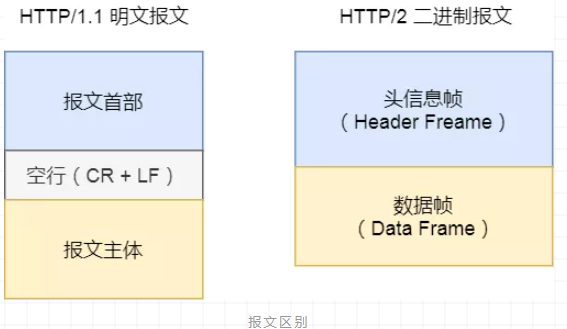 HTTP/1.1 明文报文
HTTP/2 二进制报文
报文首部
空行（CR + LF）
报文主体
头信息帧
（Header Freame）
数据帧
（Data Frame）
报文区别